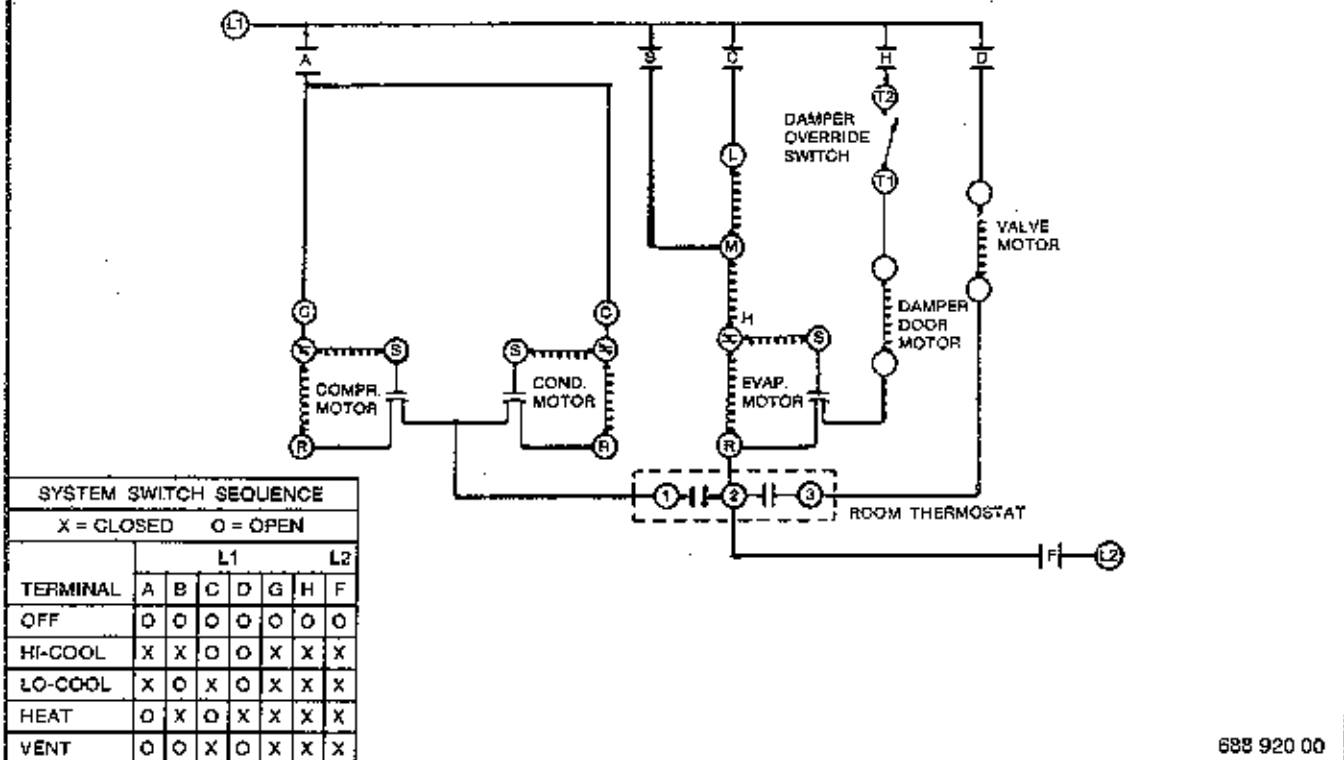 L1
A S C H D
T2
DAMPER
OVERRIDE
SWITCH
L
T1
VALVE
MOTOR
M
C C H
DAMPER
DOOR
MOTOR
S S S
COMPR.
MOTOR
COND.
MOTOR
EVAP.
MOTOR
R R R
1 2 3
ROOM THERMOSTAT
F L2
SYSTEM SWITCH SEQUENCE
X = CLOSED O = OPEN
L1 L2
TERMINAL A B C D G H F
OFF O O O O O O O
HI-COOL X X O O X X X
LO-COOL X O X O X X X
HEAT O X O X X X X
VENT O O X O X X X
688 920 00